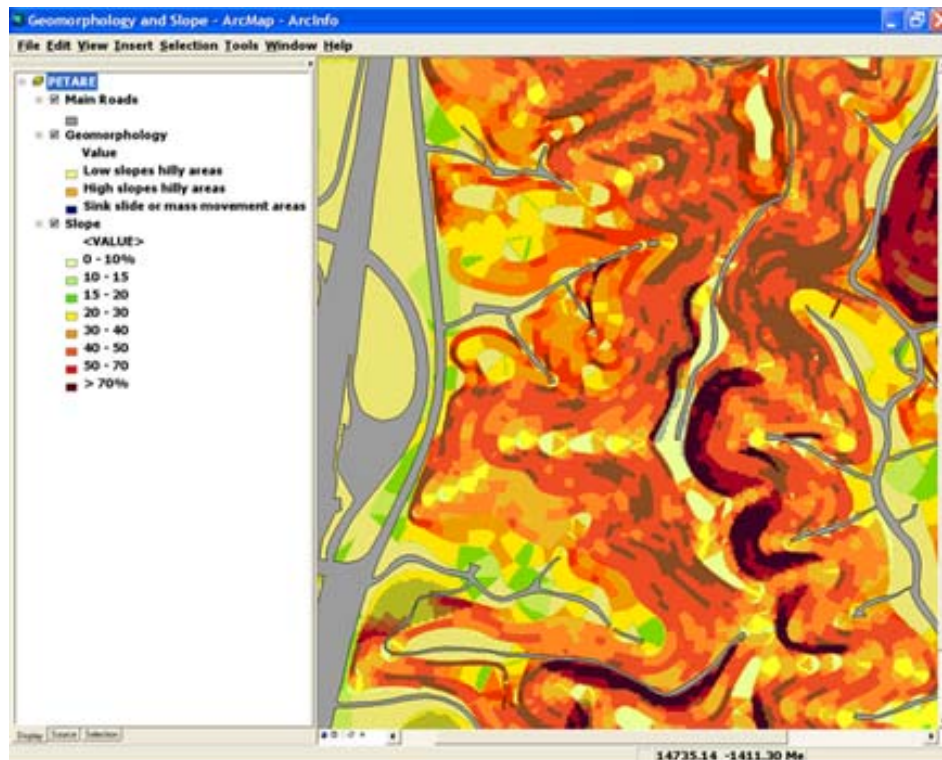 Geomorphology and Slope - ArcMap - ArcInfo
File Edit View Insert Selection Tools Window Help
PETARE
Main Roads
Geomorphology
Value
Low slopes hilly areas
High slopes hilly areas
Sink slide or mass movement areas
Slope
<VALUE>
0 - 10%
10 - 15
15 - 20
20 - 30
30 - 40
40 - 50
50 - 70
> 70%
Display Source Selection
14735.14 -1411.30 Me